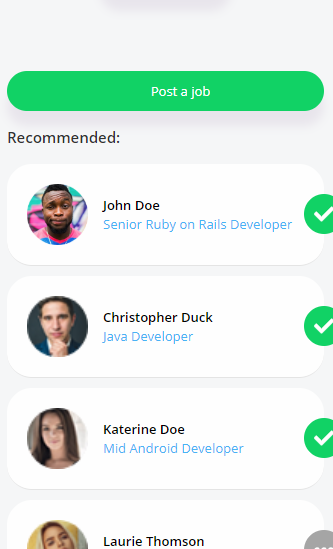 Post a job
Recommended:
John Doe
Senior Ruby on Rails Developer
Christopher Duck
Java Developer
Katerine Doe
Mid Android Developer
Laurie Thomson